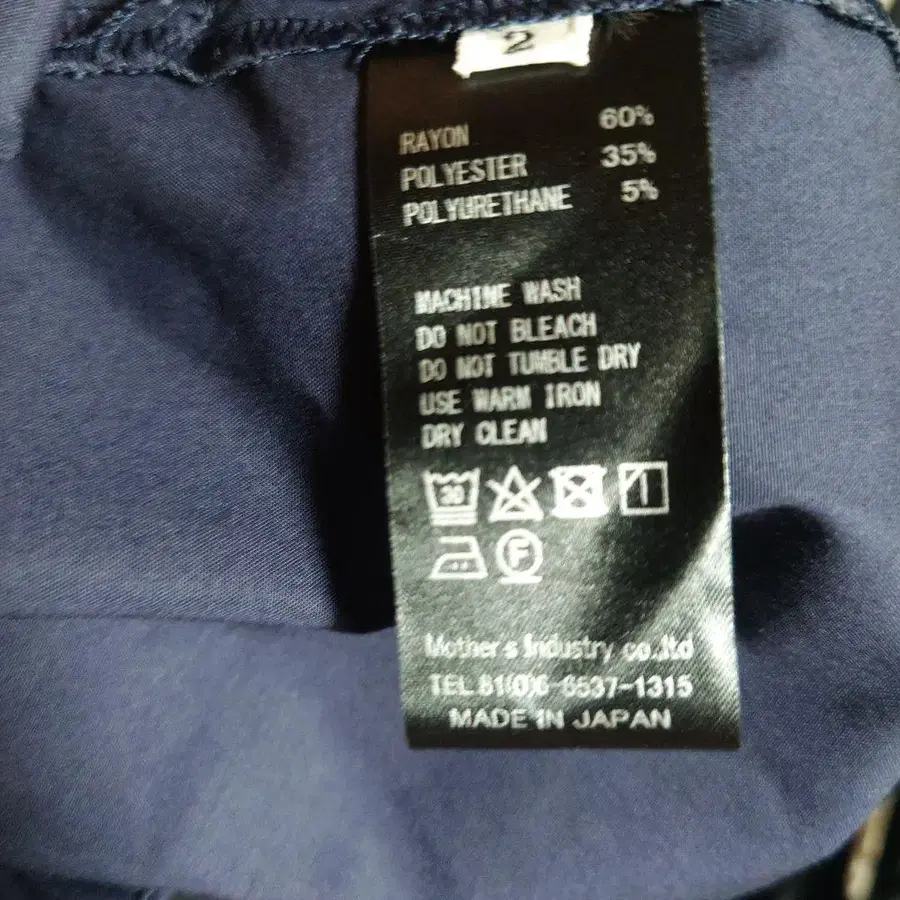 2
RAYON 60%
POLYESTER 35%
POLYURETHANE 5%
MACHINE WASH
DO NOT BLEACH
DO NOT TUMBLE DRY
USE WARM IRON
DRY CLEAN
30
F
Mother's Industry co.,ltd
TEL 81(0)6-6537-1315
MADE IN JAPAN